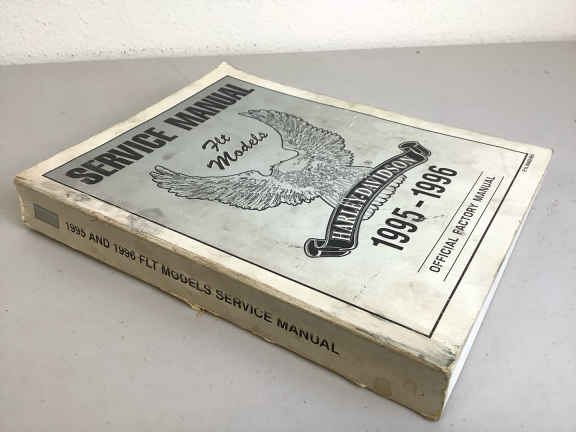 SERVICE MANUAL
Flt
Models
HARLEY-DAVIDSON
1995-1996
OFFICIAL FACTORY MANUAL
1995 AND 1996 FLT MODELS SERVICE MANUAL